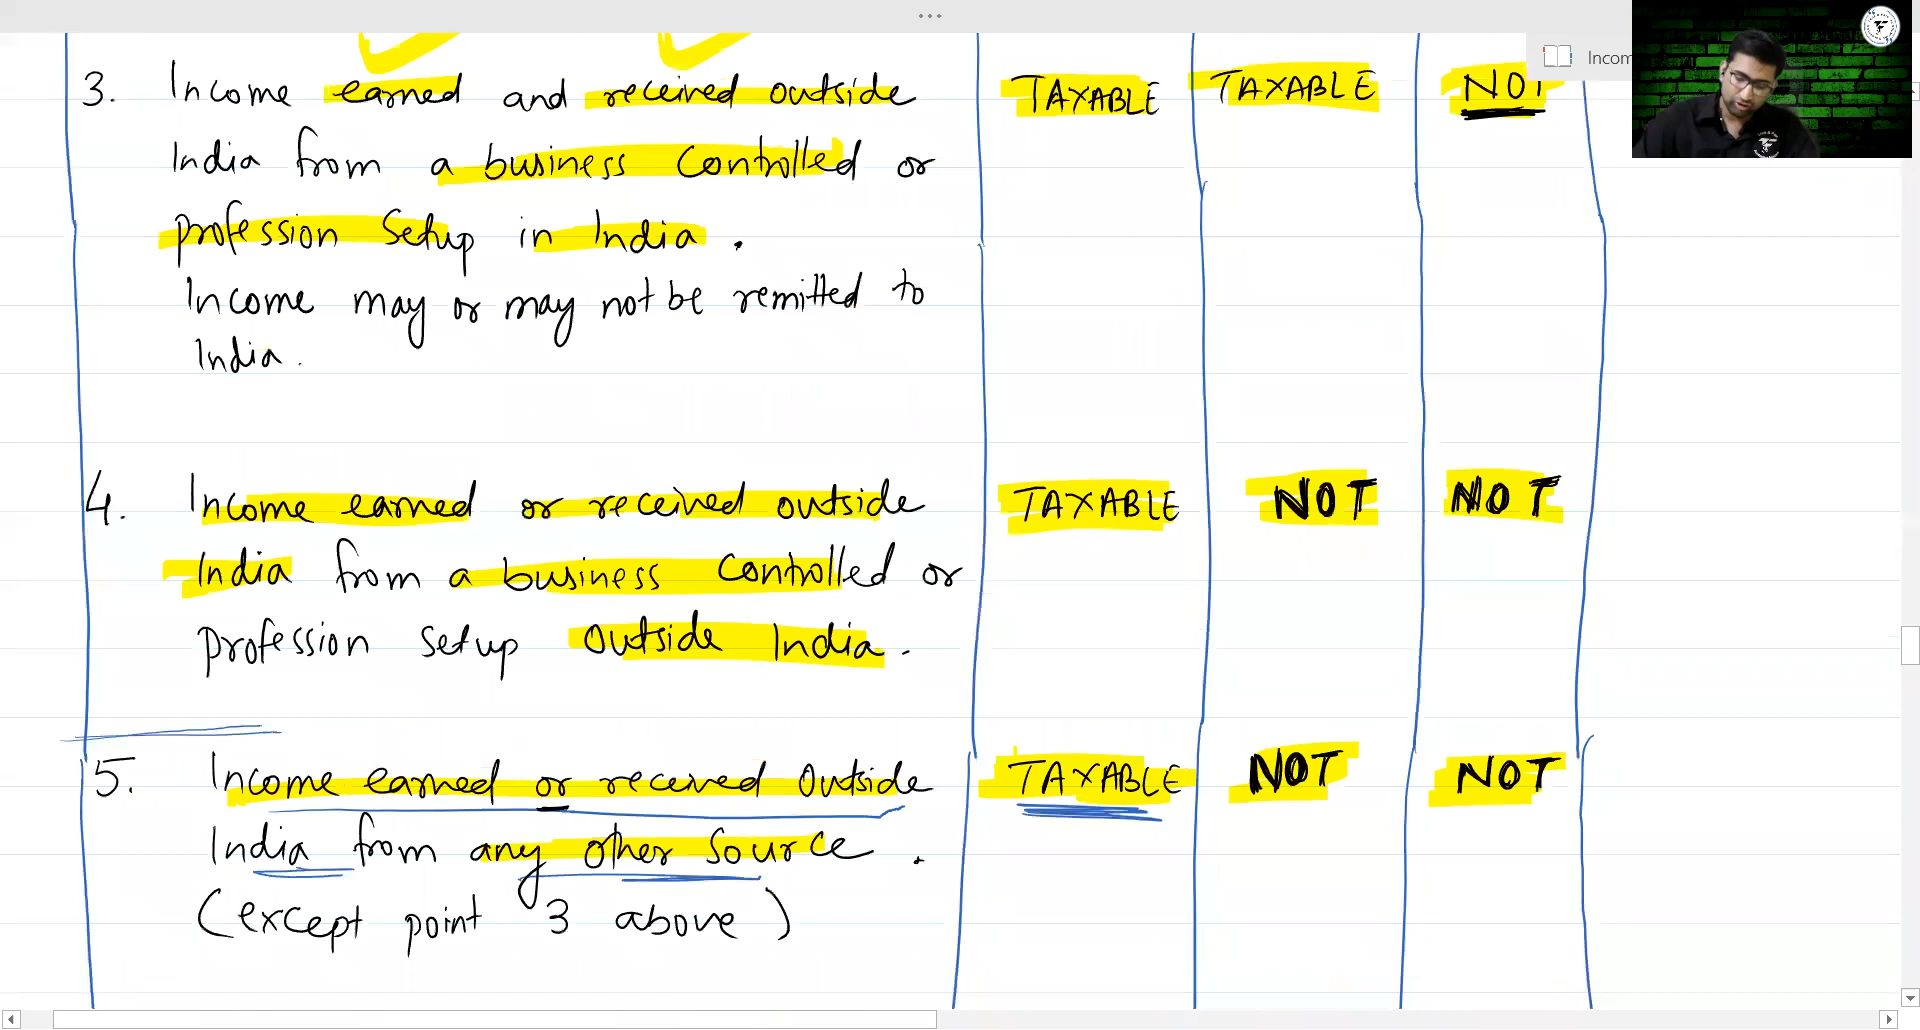 Incom
3. Income earned and received outside TAXABLE TAXABLE NOT
India from a business controlled or
profession setup in India.
Income may or may not be remitted to
India.
4. Income earned or received outside TAXABLE NOT NOT
India from a business controlled or
profession setup outside India.
5. Income earned or received outside TAXABLE NOT NOT
India from any other source.
(except point 3 above)